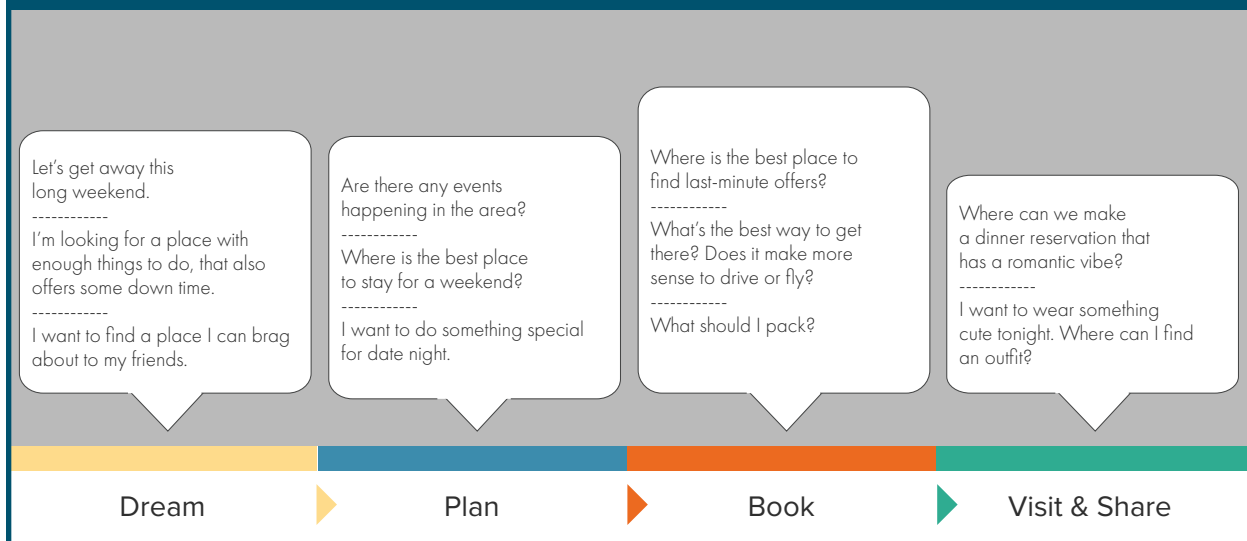 Let's get away this
long weekend.
------------
I'm looking for a place with
enough things to do, that also
offers some down time.
------------
I want to find a place I can brag
about to my friends.
Are there any events
happening in the area?
------------
Where is the best place
to stay for a weekend?
------------
I want to do something special
for date night.
Where is the best place to
find last-minute offers?
------------
What's the best way to get
there? Does it make more
sense to drive or fly?
------------
What should I pack?
Where can we make
a dinner reservation that
has a romantic vibe?
------------
I want to wear something
cute tonight. Where can I find
an outfit?
Dream
Plan
Book
Visit & Share